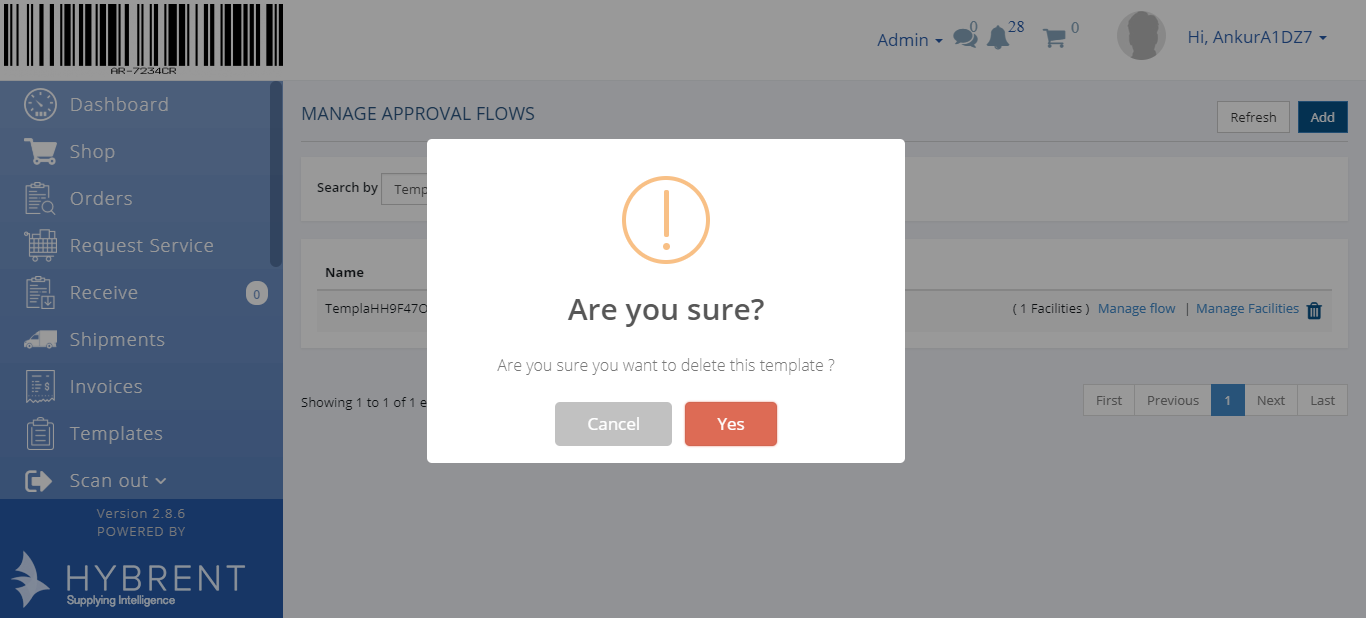 AR-7234CR
Admin 0 28 0 Hi, AnkurA1DZ7
Dashboard
Shop
Orders
Request Service
Receive 0
Shipments
Invoices
Templates
Scan out
Version 2.8.6
POWERED BY
HYBRENT
Supplying Intelligence
MANAGE APPROVAL FLOWS
Refresh Add
Search by Temp
Name
( 1 Facilities ) Manage flow | Manage Facilities
Showing 1 to 1 of 1 e
First Previous 1 Next Last
Are you sure?
Are you sure you want to delete this template ?
Cancel Yes